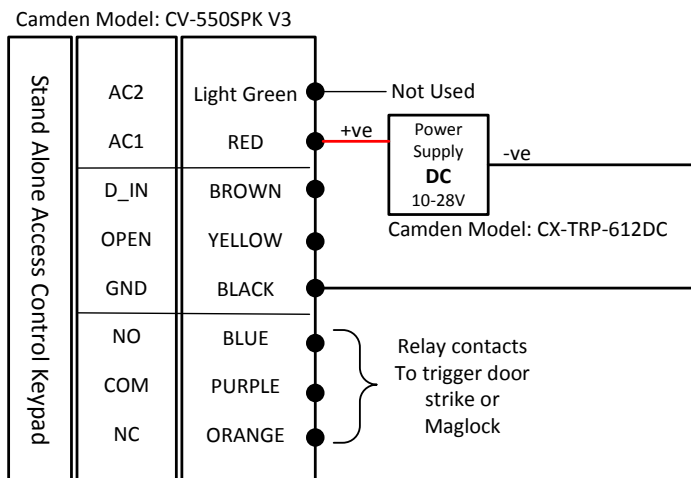 Camden Model: CV-550SPK V3
Stand Alone Access Control Keypad
AC2 Light Green Not Used
AC1 RED +ve
D_IN BROWN
OPEN YELLOW
GND BLACK
NO BLUE
COM PURPLE
NC ORANGE
Power
Supply
DC
10-28V
-ve
Camden Model: CX-TRP-612DC
Relay contacts
To trigger door
strike or
Maglock